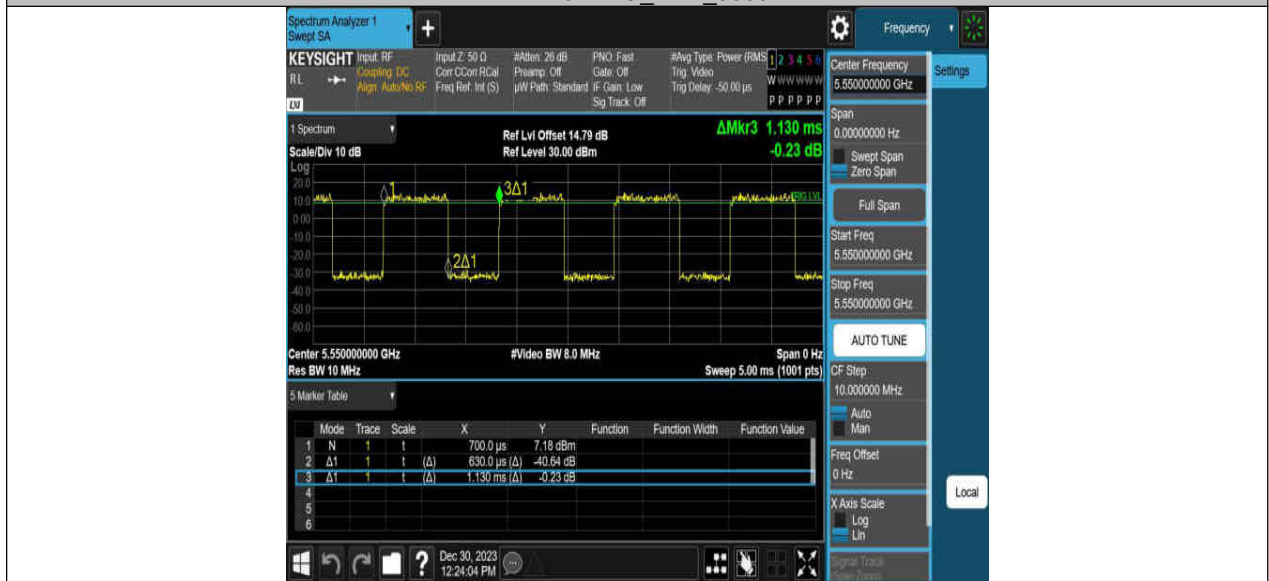 Spectrum Analyzer 1
Swept SA
+
Frequency
KEYSIGHT
RL
LXI
Input: RF
Coupling: DC
Align: Auto/No RF
Input Z: 50 Ω
Corr CCorr RCal
Freq Ref: Int (S)
#Atten: 26 dB
Preamp: Off
µW Path: Standard
PNO: Fast
Gate: Off
IF Gain: Low
Sig Track: Off
#Avg Type: Power (RMS
Trig: Video
Trig Delay: -50.00 µs
1 2 3 4 5 6
W W W W W W
P P P P P P
Center Frequency
5.550000000 GHz
Settings
Span
0.00000000 Hz
Swept Span
Zero Span
Full Span
Start Freq
5.550000000 GHz
Stop Freq
5.550000000 GHz
AUTO TUNE
CF Step
10.000000 MHz
Auto
Man
Freq Offset
0 Hz
X Axis Scale
Log
Lin
Signal Track
(Span Zoom)
Local
1 Spectrum
Scale/Div 10 dB
Log
Ref Lvl Offset 14.79 dB
Ref Level 30.00 dBm
ΔMkr3 1.130 ms
-0.23 dB
20.0
10.0
0.00
-10.0
-20.0
-30.0
-40.0
-50.0
-60.0
1
3Δ1
2Δ1
TRIG LVL
Center 5.550000000 GHz
Res BW 10 MHz
#Video BW 8.0 MHz
Span 0 Hz
Sweep 5.00 ms (1001 pts)
5 Marker Table
Mode Trace Scale X Y Function Function Width Function Value
1 N 1 t 700.0 µs 7.18 dBm
2 Δ1 1 t (Δ) 630.0 µs (Δ) -40.64 dB
3 Δ1 1 t (Δ) 1.130 ms (Δ) -0.23 dB
4
5
6
?
Dec 30, 2023
12:24:04 PM